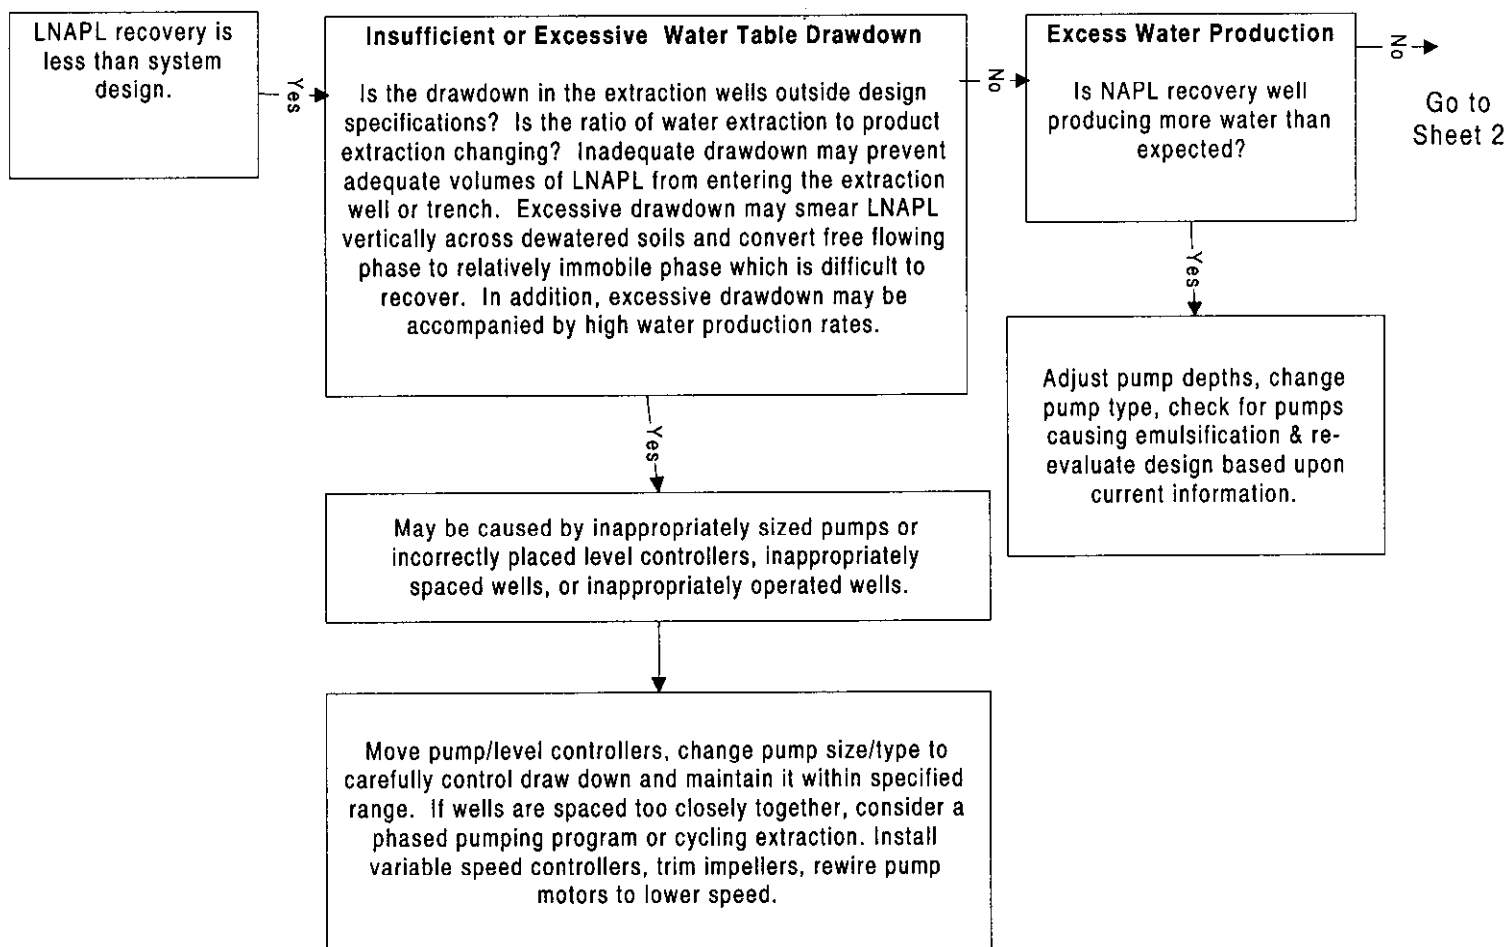 LNAPL recovery is
less than system
design.
Yes
Insufficient or Excessive Water Table Drawdown
Is the drawdown in the extraction wells outside design
specifications? Is the ratio of water extraction to product
extraction changing? Inadequate drawdown may prevent
adequate volumes of LNAPL from entering the extraction
well or trench. Excessive drawdown may smear LNAPL
vertically across dewatered soils and convert free flowing
phase to relatively immobile phase which is difficult to
recover. In addition, excessive drawdown may be
accompanied by high water production rates.
No
Excess Water Production
Is NAPL recovery well
producing more water than
expected?
No
Go to
Sheet 2
Yes
Adjust pump depths, change
pump type, check for pumps
causing emulsification & re-
evaluate design based upon
current information.
Yes
May be caused by inappropriately sized pumps or
incorrectly placed level controllers, inappropriately
spaced wells, or inappropriately operated wells.
Move pump/level controllers, change pump size/type to
carefully control draw down and maintain it within specified
range. If wells are spaced too closely together, consider a
phased pumping program or cycling extraction. Install
variable speed controllers, trim impellers, rewire pump
motors to lower speed.